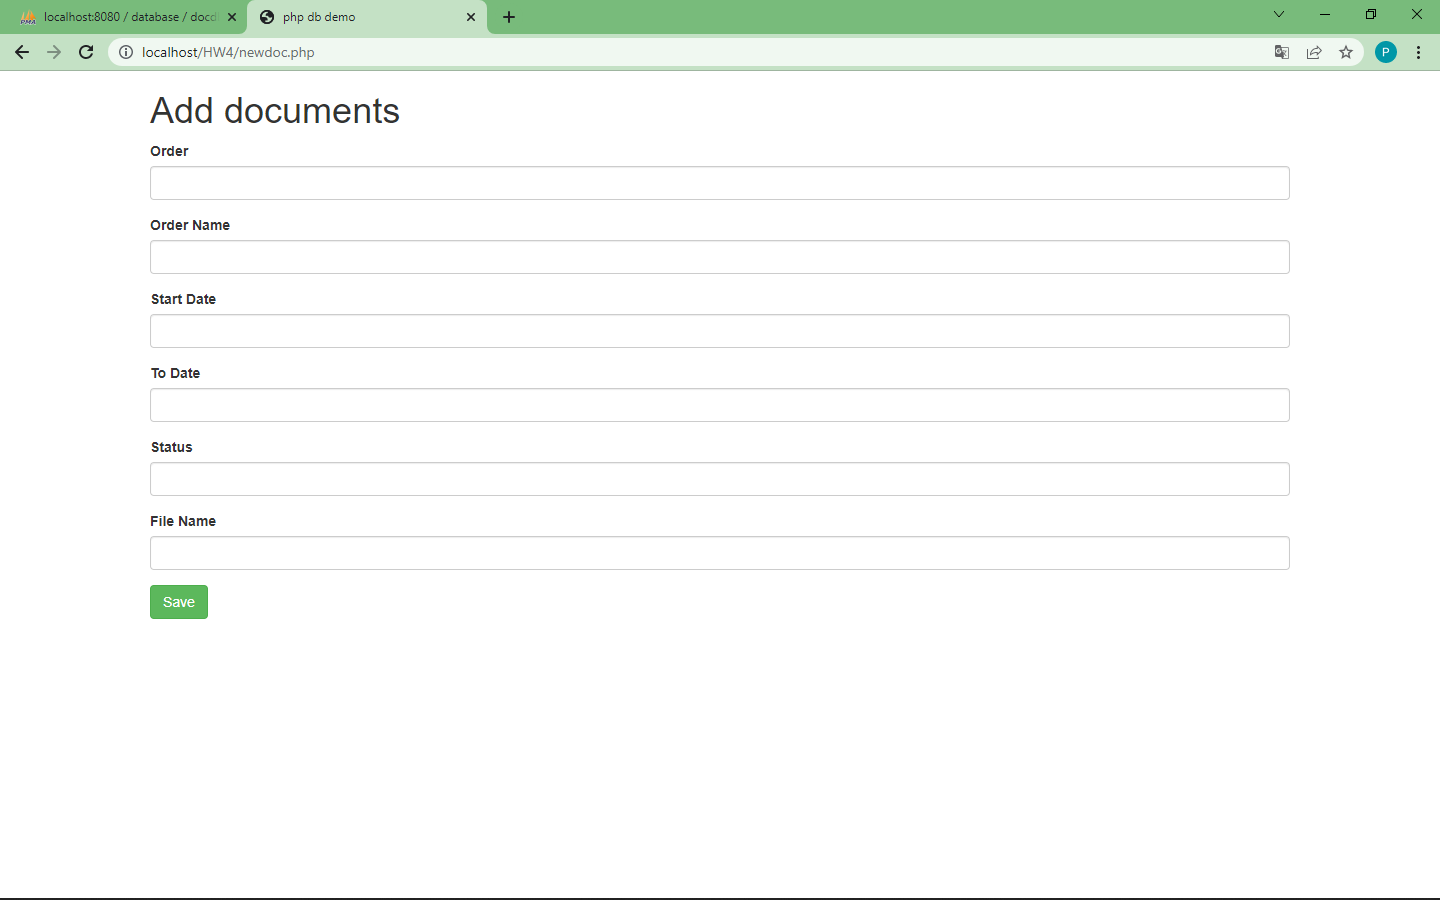 localhost:8080 / database / docd
php db demo
localhost/HW4/newdoc.php
P
Add documents
Order
Order Name
Start Date
To Date
Status
File Name
Save